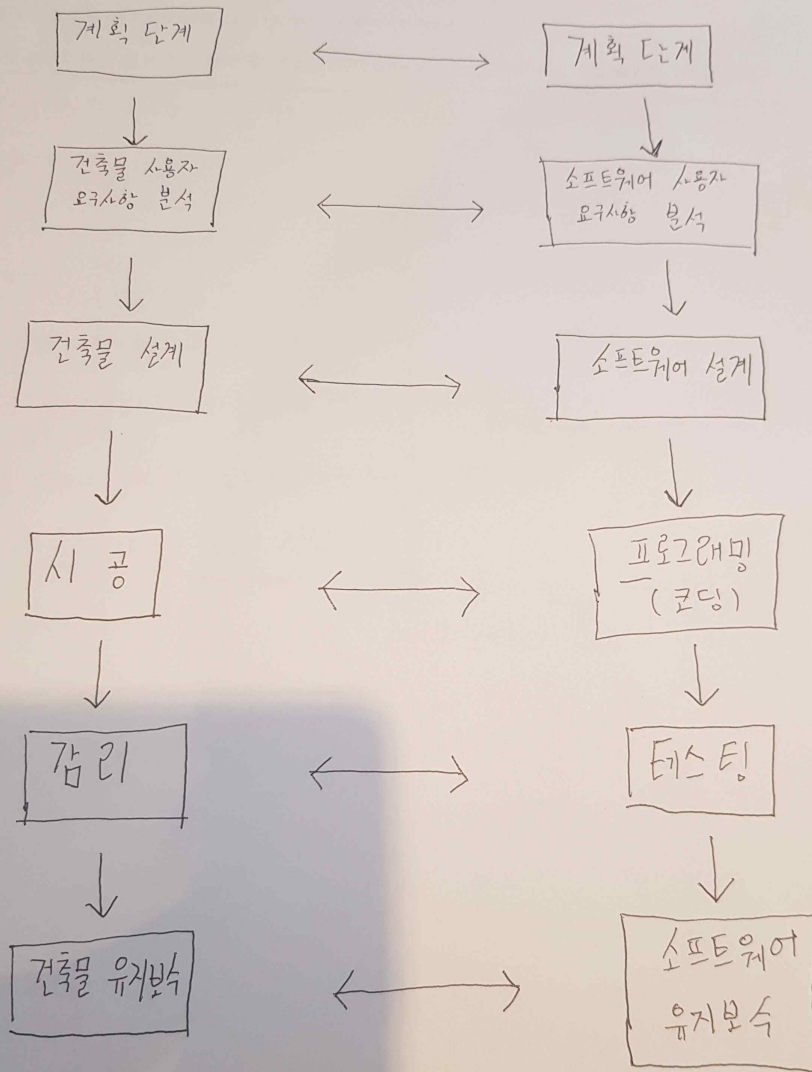 계획 단계
계획 단계
건축물 사용자
요구사항 분석
소프트웨어 사용자
요구사항 분석
건축물 설계
소프트웨어 설계
시공
프로그래밍
(코딩)
감리
테스팅
건축물 유지보수
소프트웨어
유지보수